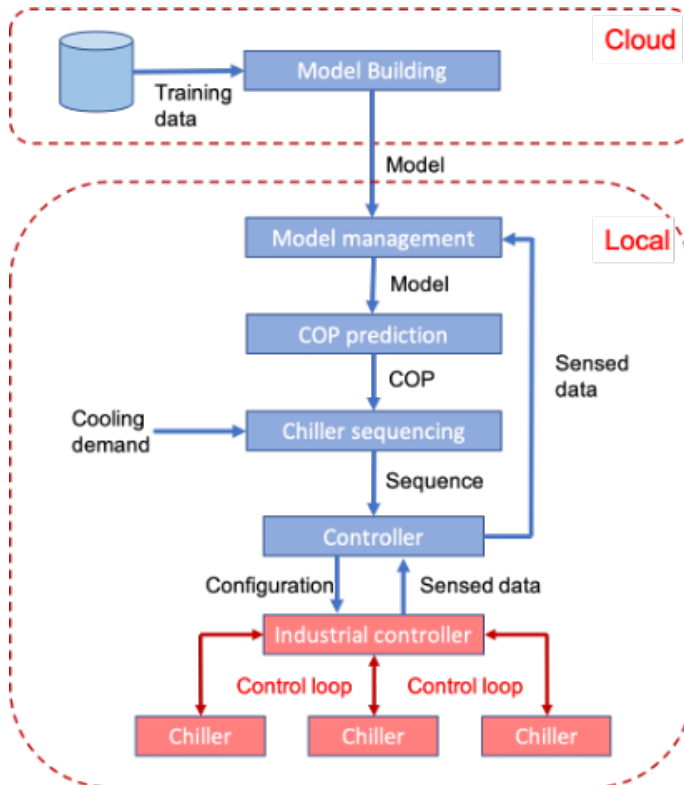 Cloud
Model Building
Training
data
Model
Model management
Local
Model
COP prediction
Sensed
data
COP
Cooling
demand
Chiller sequencing
Sequence
Controller
Configuration
Sensed data
Industrial controller
Control loop
Control loop
Chiller
Chiller
Chiller